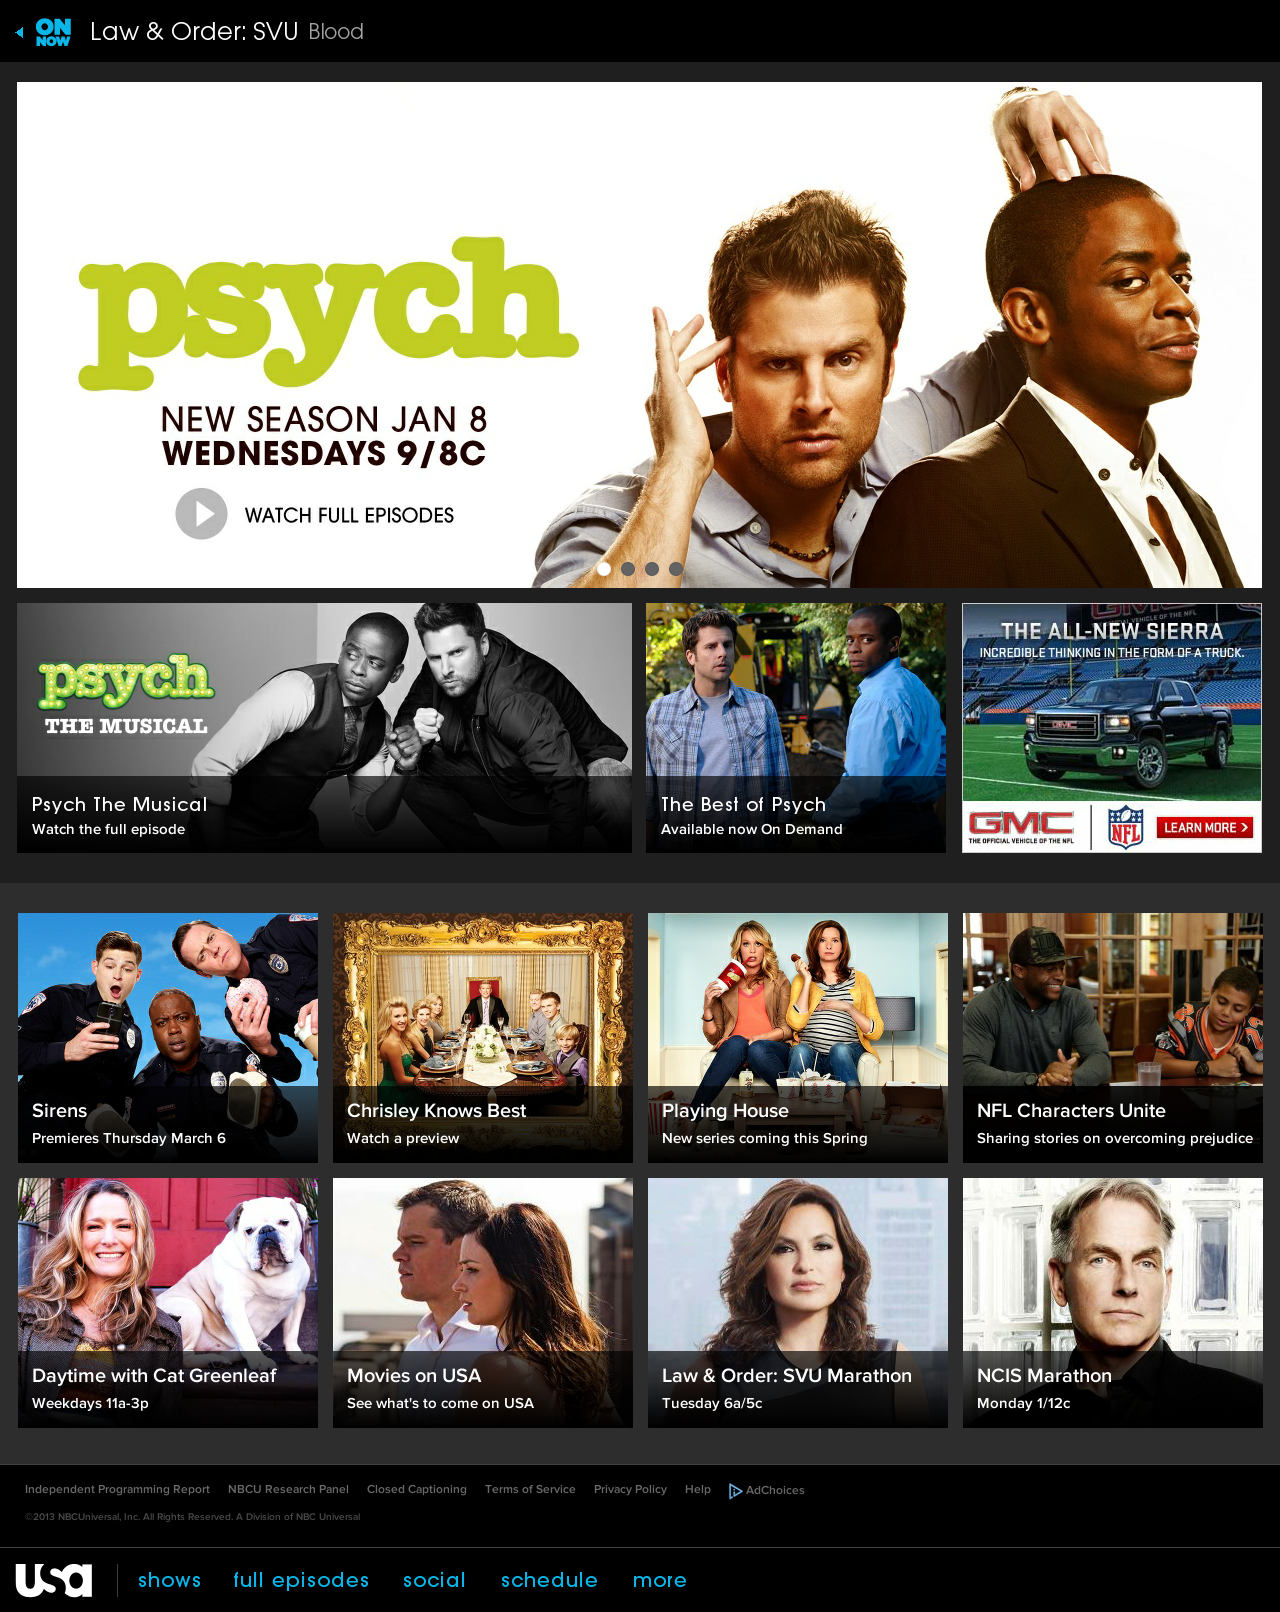 ON NOW
Law & Order: SVU Blood
psych
NEW SEASON JAN 8
WEDNESDAYS 9/8C
WATCH FULL EPISODES
psych
THE MUSICAL
Psych The Musical
Watch the full episode
The Best of Psych
Available now On Demand
GMC
VEHICLE OF THE NFL
THE ALL-NEW SIERRA
INCREDIBLE THINKING IN THE FORM OF A TRUCK.
GMC
THE OFFICIAL VEHICLE OF THE NFL
NFL
LEARN MORE >
Sirens
Premieres Thursday March 6
Chrisley Knows Best
Watch a preview
Playing House
New series coming this Spring
NFL Characters Unite
Sharing stories on overcoming prejudice
Daytime with Cat Greenleaf
Weekdays 11a-3p
Movies on USA
See what's to come on USA
Law & Order: SVU Marathon
Tuesday 6a/5c
NCIS Marathon
Monday 1/12c
Independent Programming Report NBCU Research Panel Closed Captioning Terms of Service Privacy Policy Help AdChoices
©2013 NBCUniversal, Inc. All Rights Reserved. A Division of NBC Universal
usa shows full episodes social schedule more